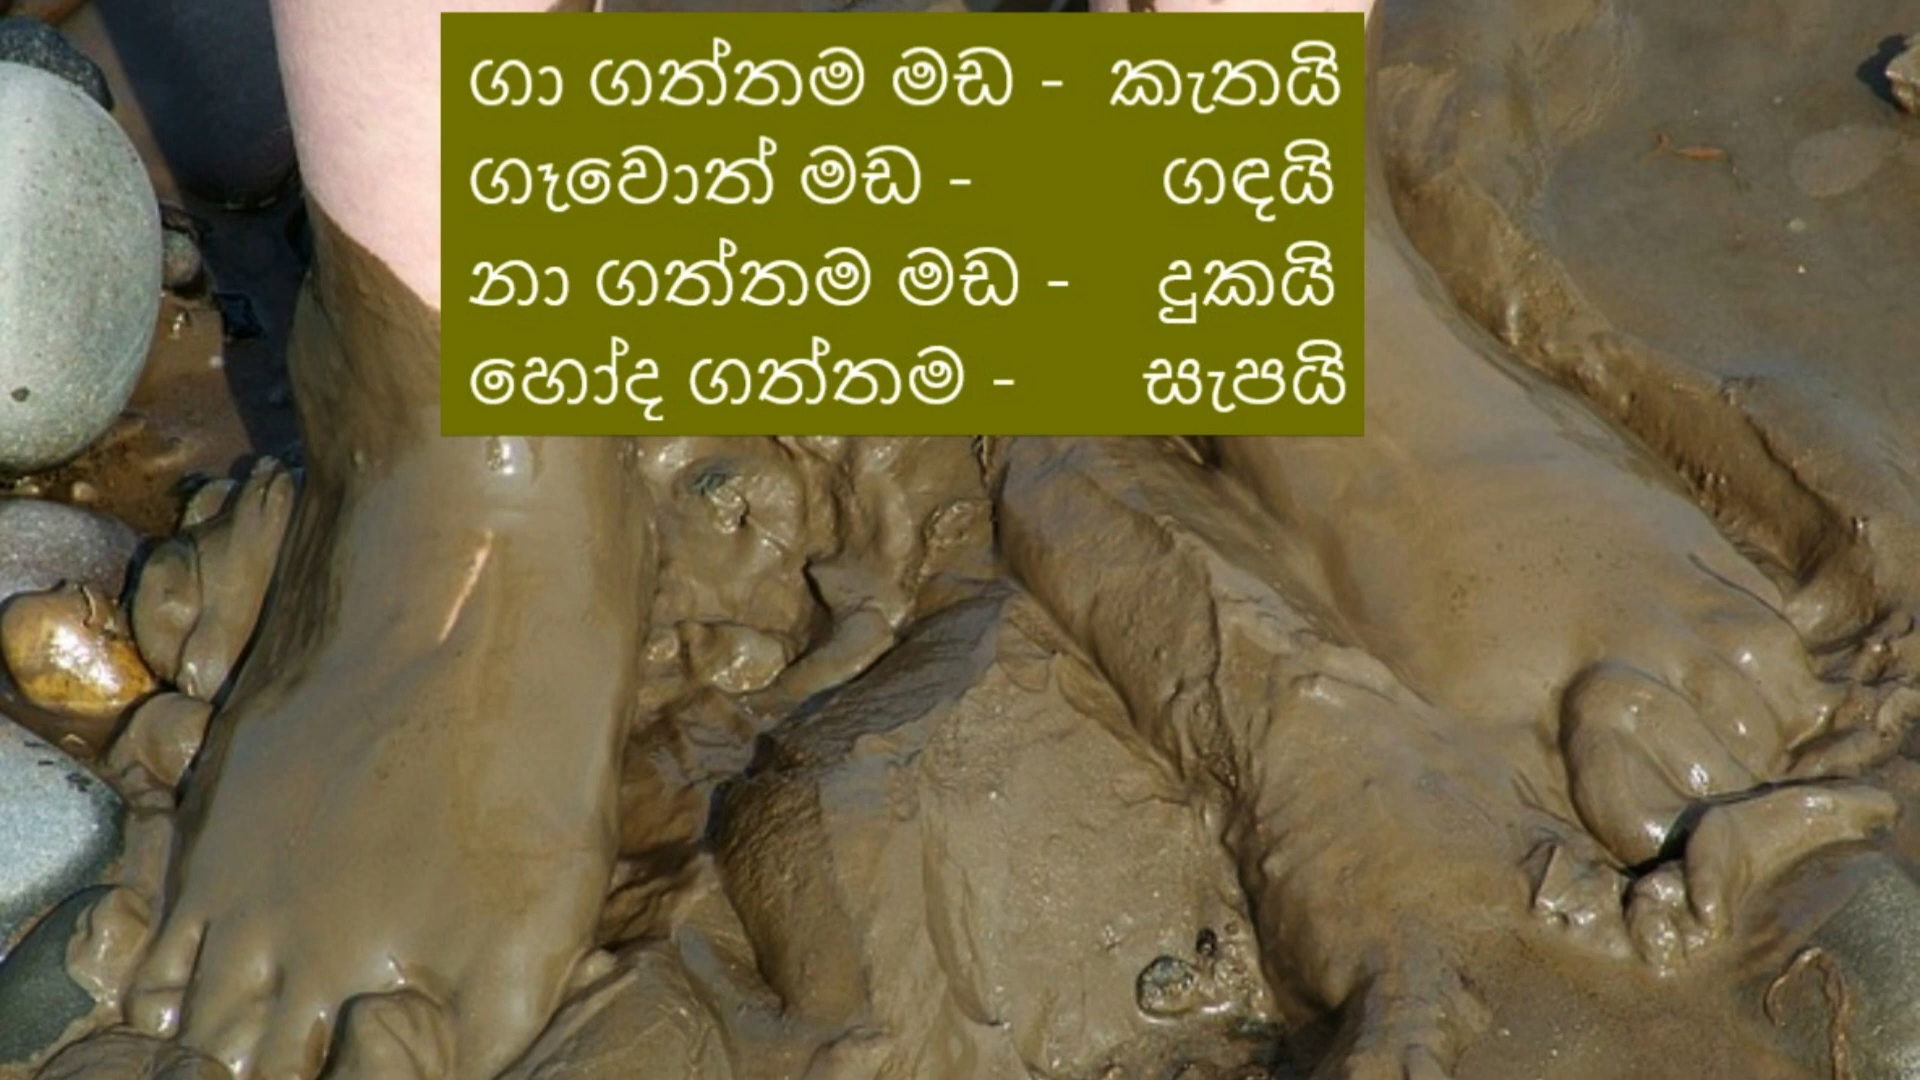 ගා ගත්තම මඩ - කැතයි
ගෑවොත් මඩ - ගඳයි
නා ගත්තම මඩ - දුකයි
හෝද ගත්තම - සැපයි